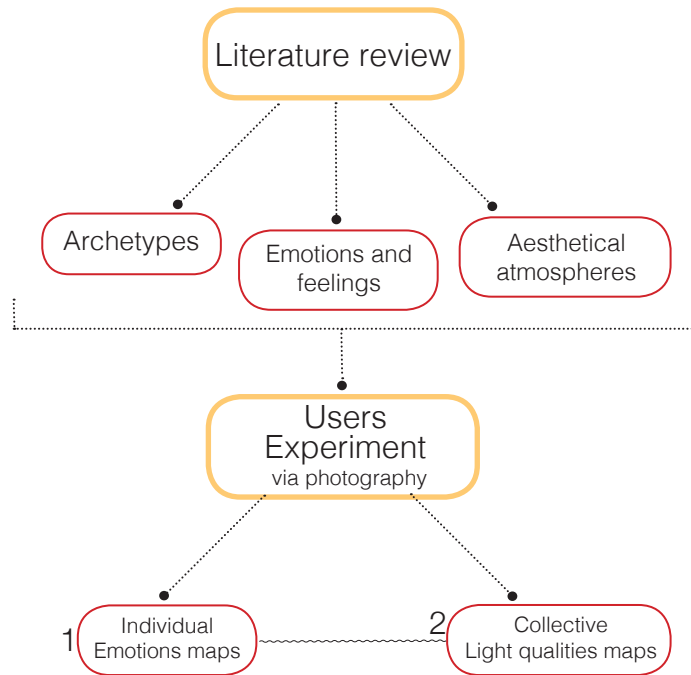 Literature review
Archetypes
Emotions and
feelings
Aesthetical
atmospheres
Users
Experiment
via photography
1
Individual
Emotions maps
2
Collective
Light qualities maps